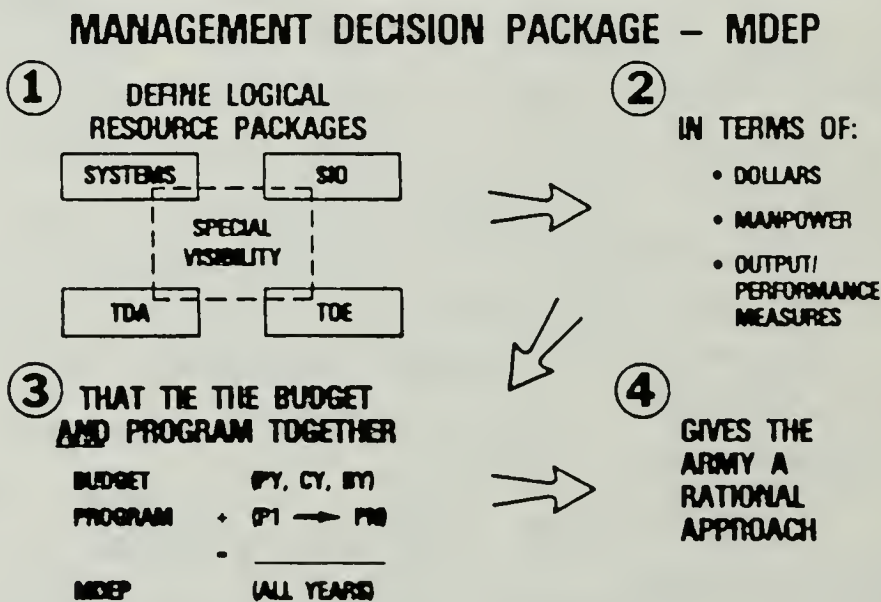 MANAGEMENT DECISION PACKAGE – MDEP
1
DEFINE LOGICAL
RESOURCE PACKAGES
SYSTEMS
SIO
SPECIAL
VISIBILITY
TDA
TOE
2
IN TERMS OF:
• DOLLARS
• MANPOWER
• OUTPUT/
PERFORMANCE
MEASURES
3
THAT TIE THE BUDGET
AND PROGRAM TOGETHER
BUDGET (PY, CY, BY)
PROGRAM + (P1 →
MDEP (ALL YEARS)
4
GIVES THE
ARMY A
RATIONAL
APPROACH